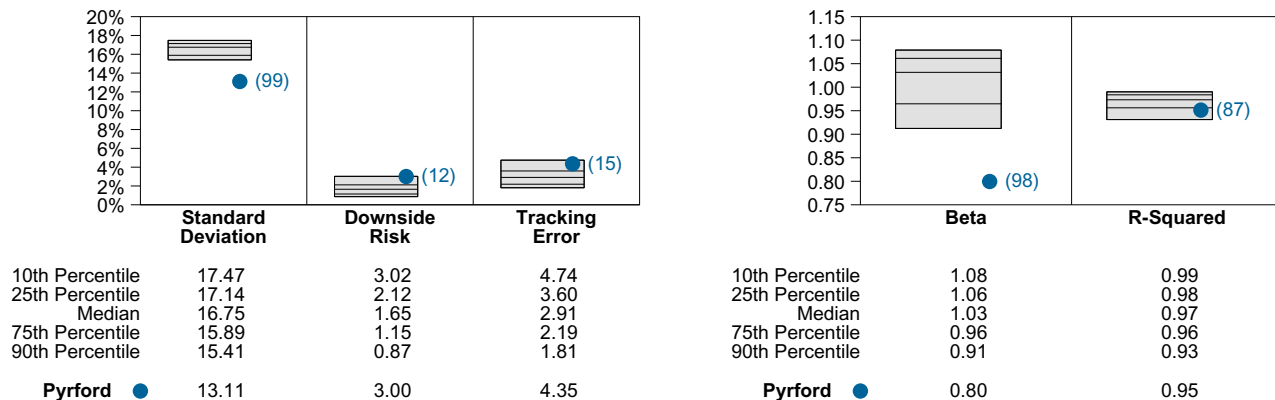 20%
18%
16%
14%
12%
10%
8%
6%
4%
2%
0%
(99)
(12)
(15)
Standard
Deviation
Downside
Risk
Tracking
Error
10th Percentile 17.47 3.02 4.74
25th Percentile 17.14 2.12 3.60
Median 16.75 1.65 2.91
75th Percentile 15.89 1.15 2.19
90th Percentile 15.41 0.87 1.81
Pyrford 13.11 3.00 4.35
1.15
1.10
1.05
1.00
0.95
0.90
0.85
0.80
0.75
(98)
(87)
Beta
R-Squared
10th Percentile 1.08 0.99
25th Percentile 1.06 0.98
Median 1.03 0.97
75th Percentile 0.96 0.96
90th Percentile 0.91 0.93
Pyrford 0.80 0.95